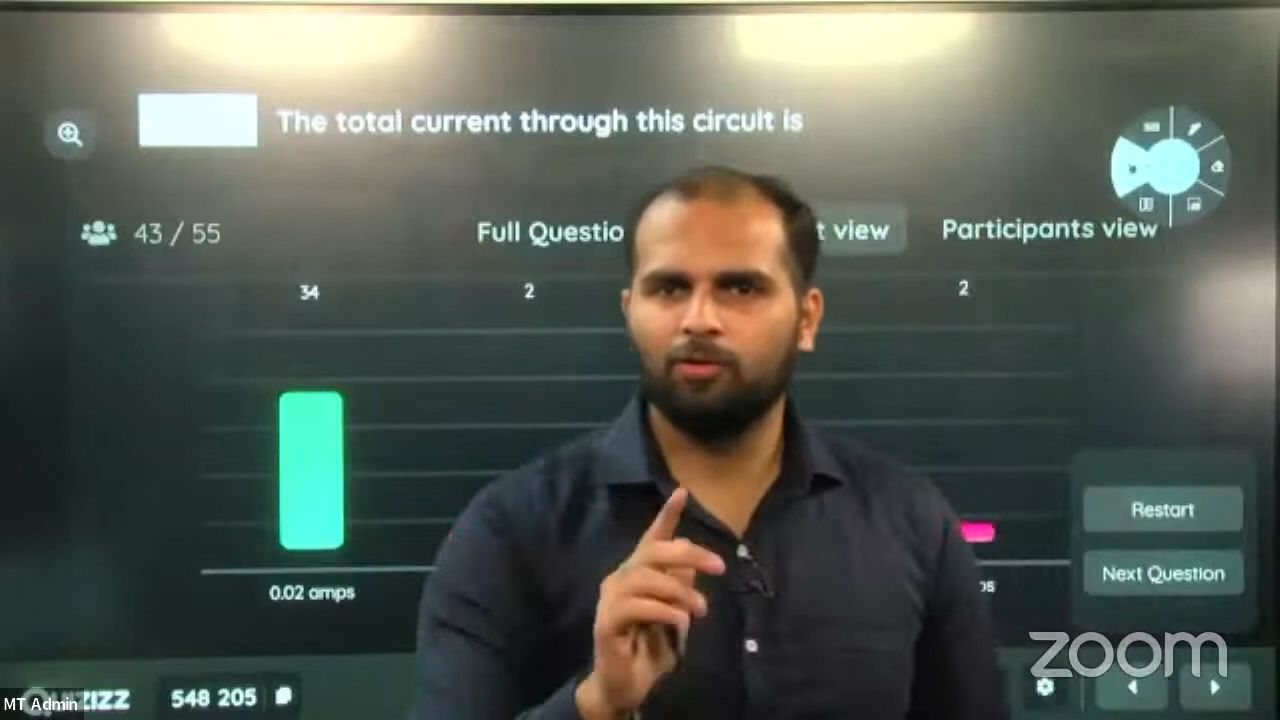 The total current through this circuit is
43 / 55
Full Questio
t view
Participants view
34
2
2
0.02 amps
Restart
Next Question
zoom
548 205
MT Admin